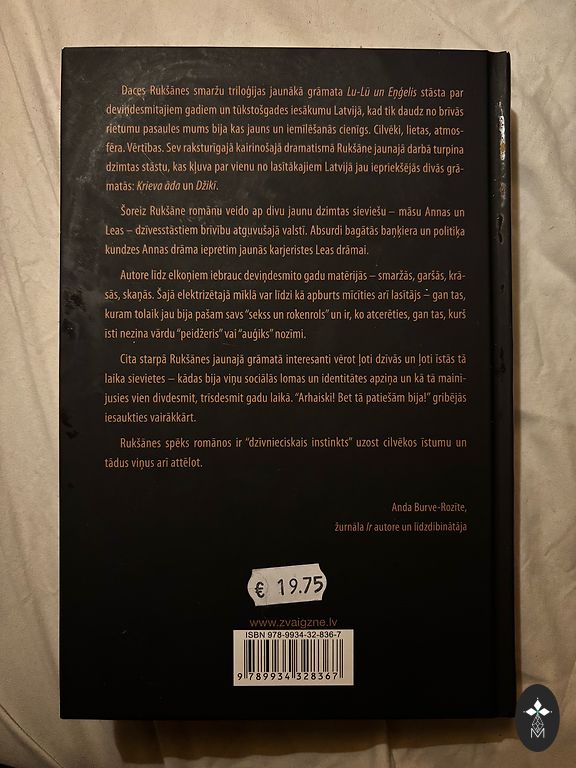 Daces Rukšānes smaržu triloģijas jaunākā grāmata Lu-Lū un Eņģelis stāsta par
deviņdesmitajiem gadiem un tūkstošgades iesākumu Latvijā, kad tik daudz no brīvās
rietumu pasaules mums bija kas jauns un iemīlēšanās cienīgs. Cilvēki, lietas, atmos-
fēra. Vērtības. Sev raksturīgajā kairinošajā dramatismā Rukšāne jaunajā darbā turpina
dzimtas stāstu, kas kļuva par vienu no lasītākajiem Latvijā jau iepriekšējās divās grā-
matās: Krieva āda un Džikī.
Šoreiz Rukšāne romānu veido ap divu jaunu dzimtas sieviešu – māsu Annas un
Leas – dzīvesstāstiem brīvību atguvušajā valstī. Absurdi bagātās baņķiera un politiķa
kundzes Annas drāma iepretim jaunās karjeristes Leas drāmai.
Autore līdz elkoņiem iebrauc deviņdesmito gadu matērijās – smaržās, garšās, krā-
sās, skaņās. Šajā elektrizētajā mīklā var līdzi kā apburts mīcīties arī lasītājs – gan tas,
kuram tolaik jau bija pašam savs "sekss un rokenrols" un ir, ko atcerēties, gan tas, kurš
īsti nezina vārdu "peidžeris" vai "auģiks" nozīmi.
Cita starpā Rukšānes jaunajā grāmatā interesanti vērot ļoti dzīvās un ļoti īstās tā
laika sievietes – kādas bija viņu sociālās lomas un identitātes apziņa un kā tā maini-
jusies vien divdesmit, trīsdesmit gadu laikā. "Arhaiski! Bet tā patiešām bija!" gribējās
iesaukties vairākkārt.
Rukšānes spēks romānos ir "dzīvnieciskais instinkts" uzost cilvēkos īstumu un
tādus viņus arī attēlot.
Anda Burve-Rozīte,
žurnāla Ir autore un līdzdibinātāja
€ 19.75
www.zvaigzne.lv
ISBN 978-9934-32-836-7
9 789934 328367
M